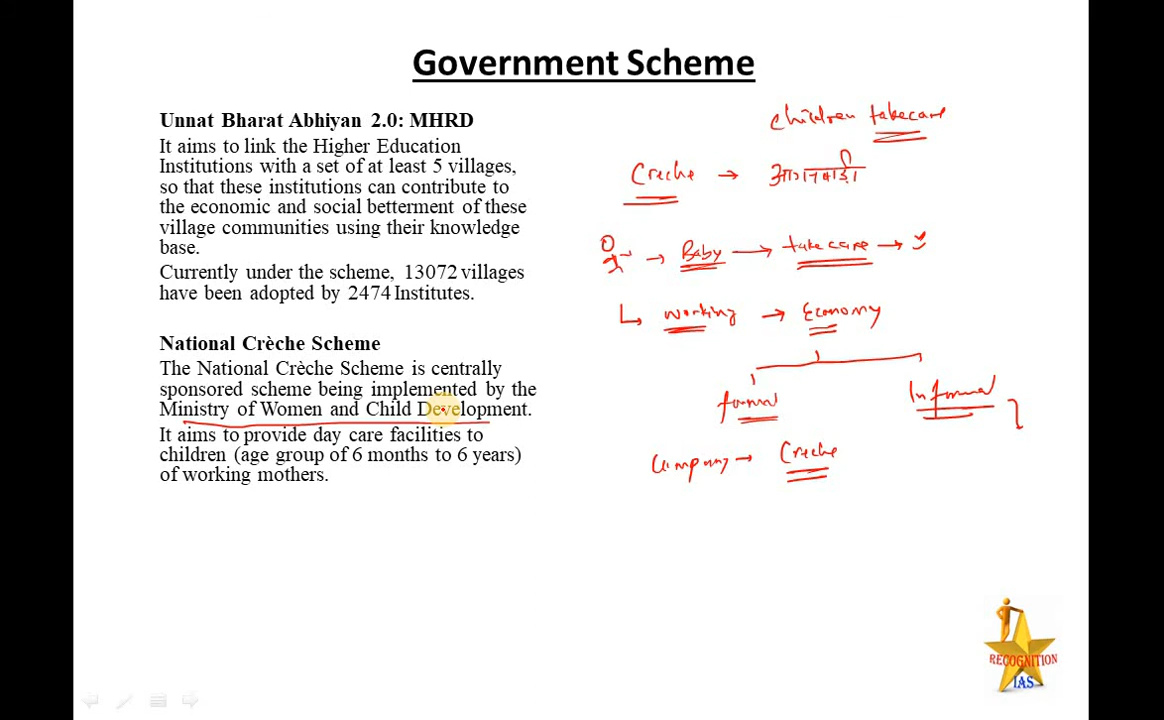 Government Scheme
Unnat Bharat Abhiyan 2.0: MHRD
It aims to link the Higher Education
Institutions with a set of at least 5 villages,
so that these institutions can contribute to
the economic and social betterment of these
village communities using their knowledge
base.
Currently under the scheme, 13072 villages
have been adopted by 2474 Institutes.
National Crèche Scheme
The National Crèche Scheme is centrally
sponsored scheme being implemented by the
Ministry of Women and Child Development.
It aims to provide day care facilities to
children (age group of 6 months to 6 years)
of working mothers.
children takecare
Creche →
→ Baby → take care →
working → Economy
formal Informal
Company → Creche
RECOGNITION
IAS